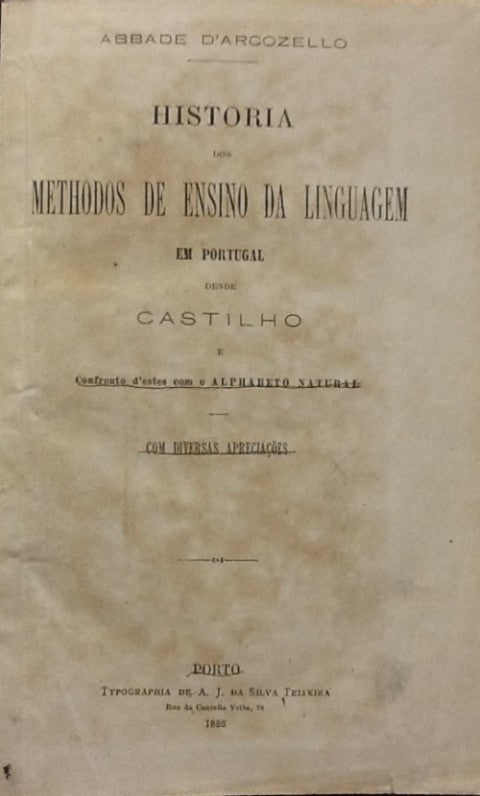 ABBADE D'ARCOZELLO
HISTORIA
DOS
METHODOS DE ENSINO DA LINGUAGEM
EM PORTUGAL
DESDE
CASTILHO
E
Confronto d'estes com o ALPHABETO NATURAL
COM DIVERSAS APRECIAÇÕES
PORTO
TYPOGRAPHIA DE A. J. DA SILVA TEIXEIRA
Rua da Cancella Velha, 70
1886